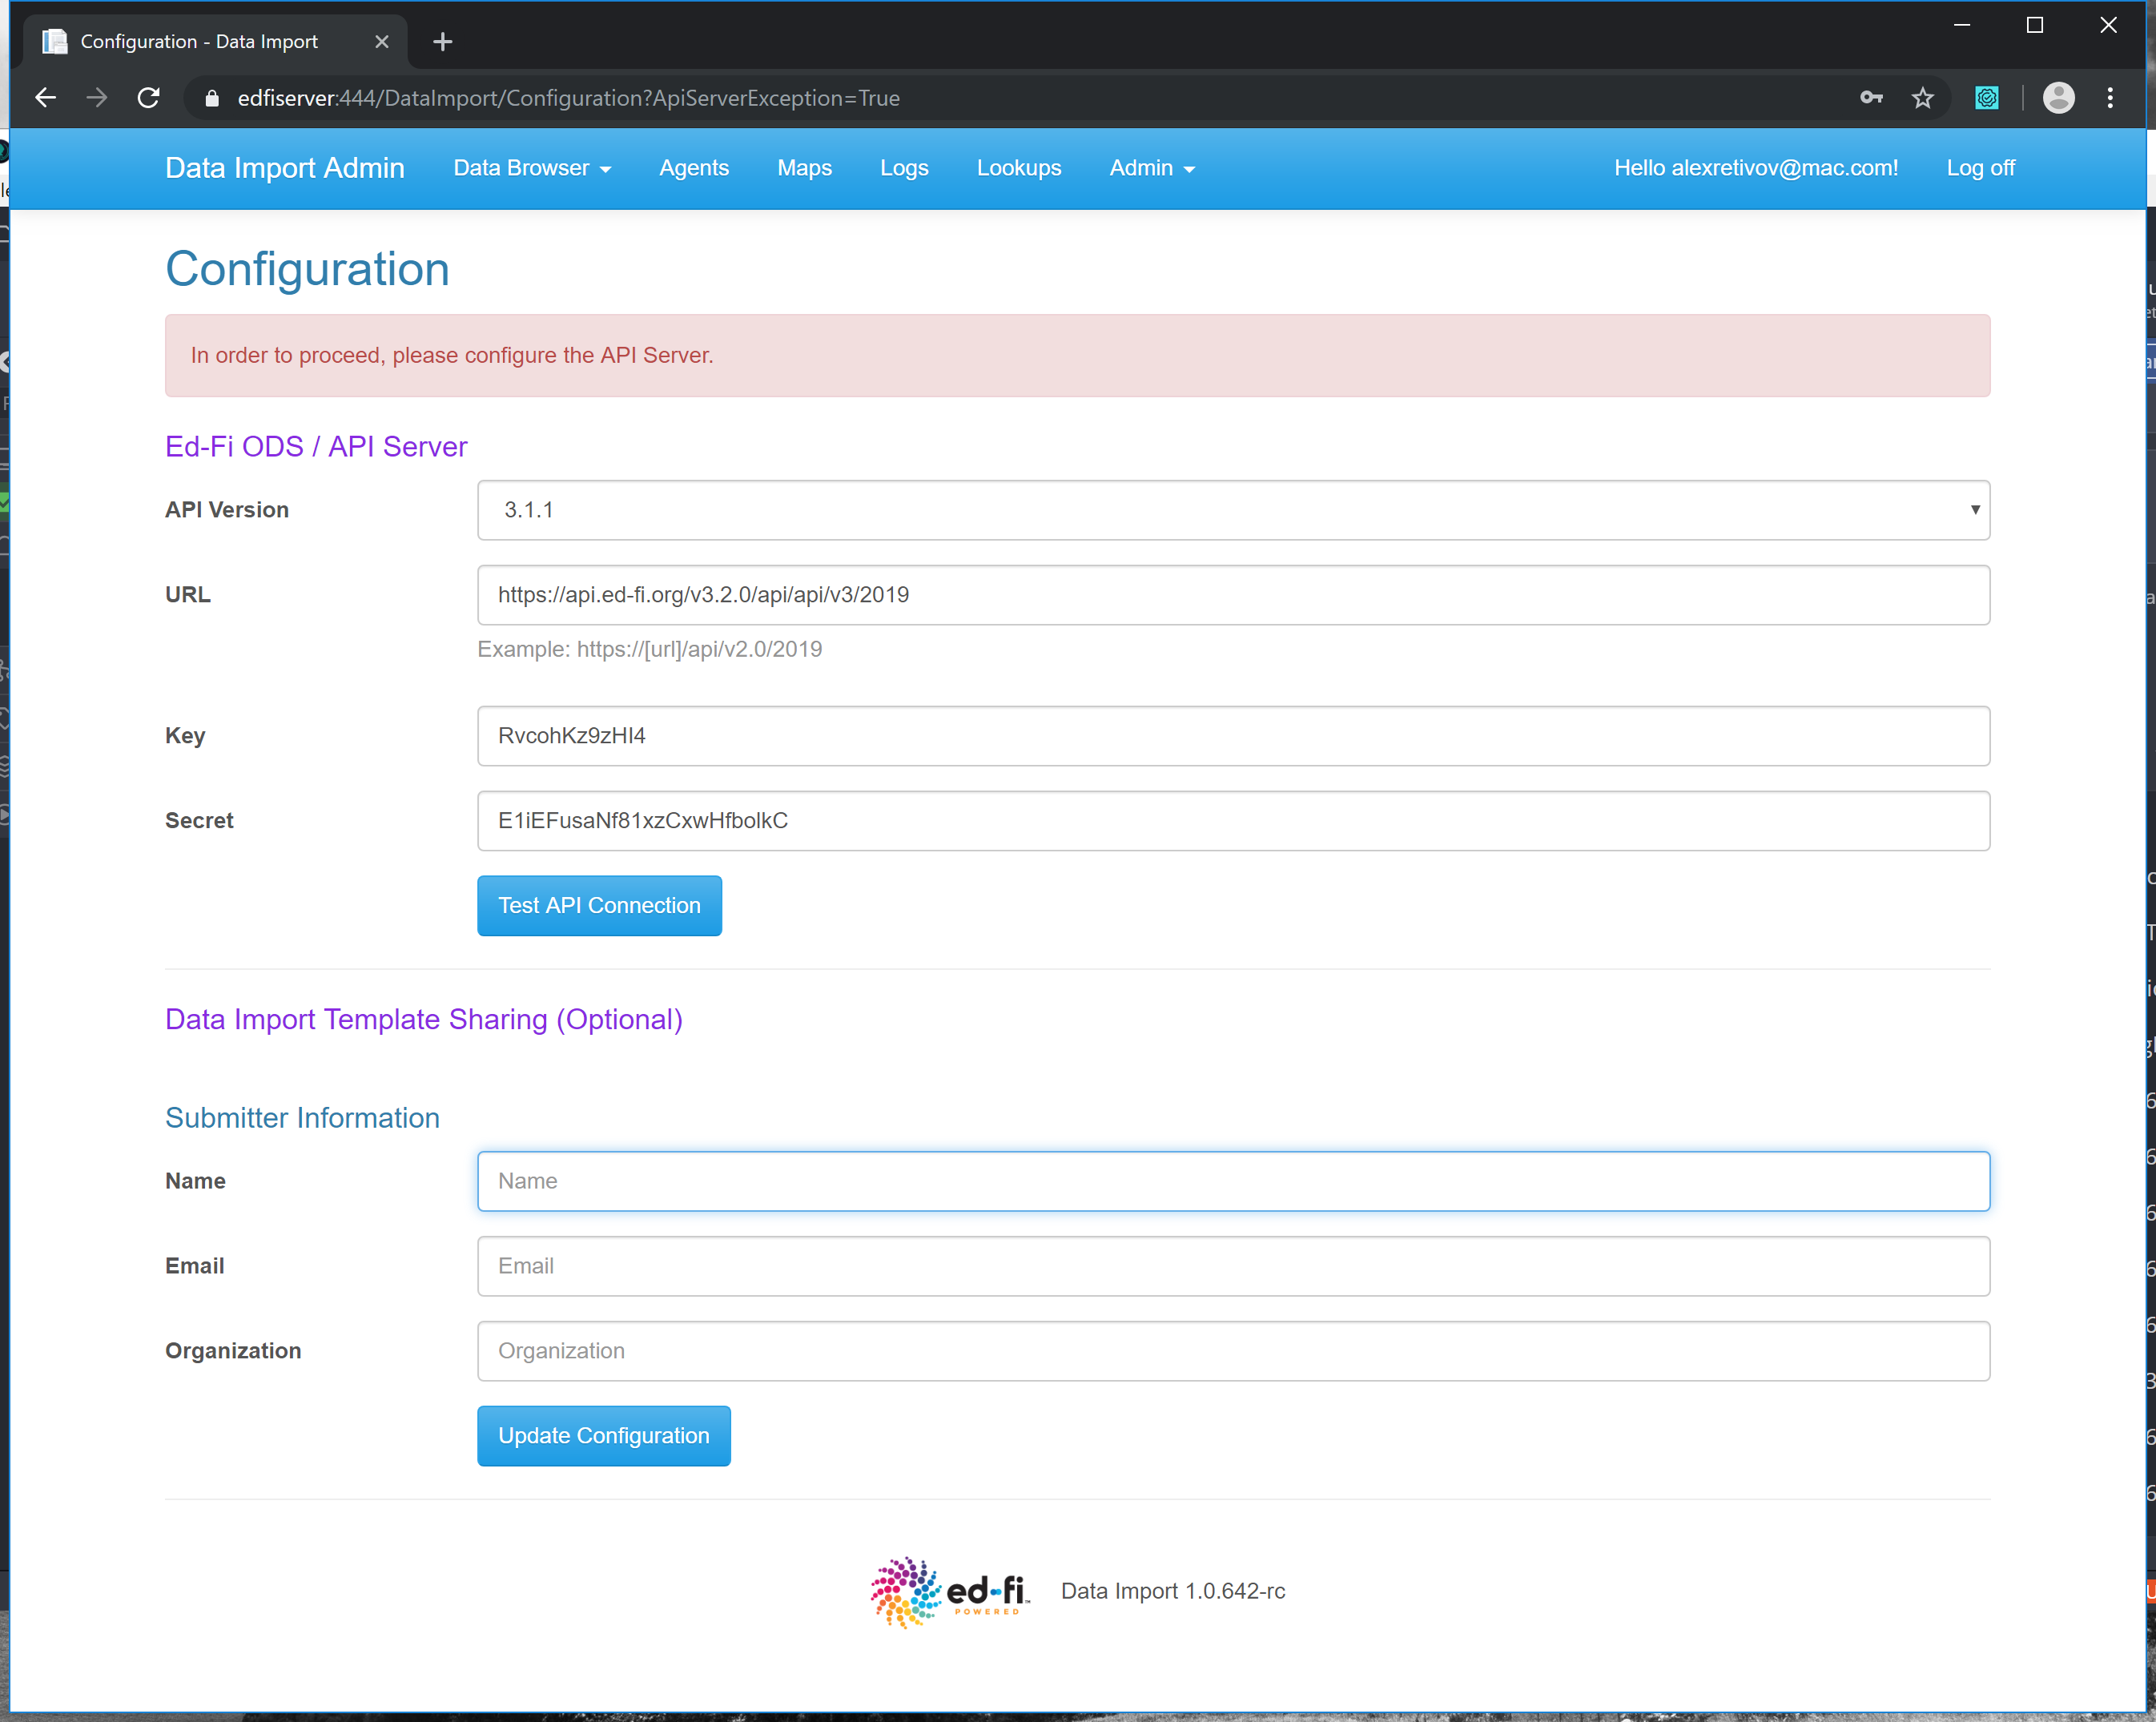 Configuration - Data Import
edfiserver:444/DataImport/Configuration?ApiServerException=True
Data Import Admin Data Browser Agents Maps Logs Lookups Admin Hello alexretivov@mac.com! Log off
Configuration
In order to proceed, please configure the API Server.
Ed-Fi ODS / API Server
API Version 3.1.1
URL https://api.ed-fi.org/v3.2.0/api/api/v3/2019
Example: https://[url]/api/v2.0/2019
Key RvcohKz9zHI4
Secret E1iEFusaNf81xzCxwHfbolkC
Test API Connection
Data Import Template Sharing (Optional)
Submitter Information
Name Name
Email Email
Organization Organization
Update Configuration
ed-fi™ Data Import 1.0.642-rc
POWERED